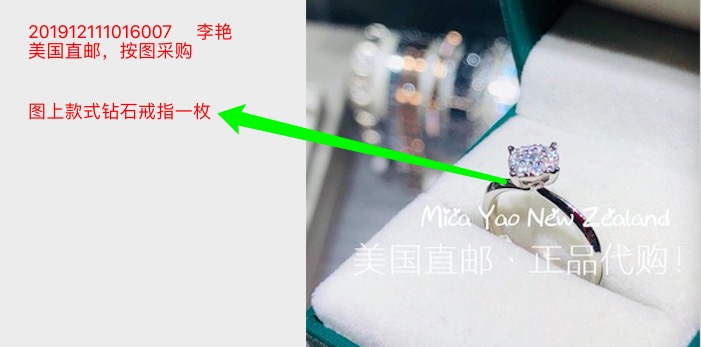 201912111016007 李艳
美国直邮，按图采购
图上款式钻石戒指一枚
Mica Yao New Zealand
美国直邮、正品代购！